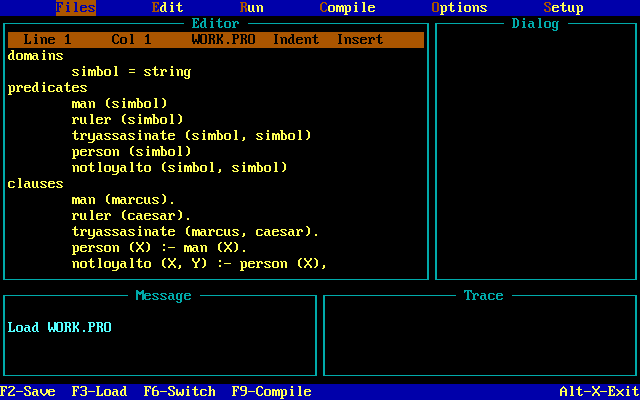 Files Edit Run Compile Options Setup
Editor
Line 1 Col 1 WORK.PRO Indent Insert
domains
simbol = string
predicates
man (simbol)
ruler (simbol)
tryassasinate (simbol, simbol)
person (simbol)
notloyalto (simbol, simbol)
clauses
man (marcus).
ruler (caesar).
tryassasinate (marcus, caesar).
person (X) :- man (X).
notloyalto (X, Y) :- person (X),
Dialog
Message
Load WORK.PRO
Trace
F2-Save F3-Load F6-Switch F9-Compile Alt-X-Exit